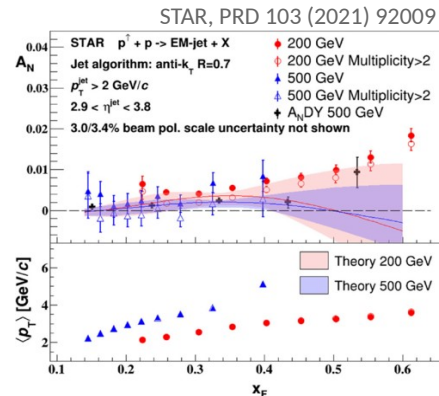 STAR, PRD 103 (2021) 92009
A_N
0.04
0.03
0.02
0.01
0
STAR p↑ + p -> EM-jet + X
Jet algorithm: anti-k_T R=0.7
p_T^jet > 2 GeV/c
2.9 < η^jet < 3.8
3.0/3.4% beam pol. scale uncertainty not shown
200 GeV
200 GeV Multiplicity>2
500 GeV
500 GeV Multiplicity>2
A_NDY 500 GeV
⟨p_T⟩ [GeV/c]
6
4
2
Theory 200 GeV
Theory 500 GeV
0.1 0.2 0.3 0.4 0.5 0.6
x_F